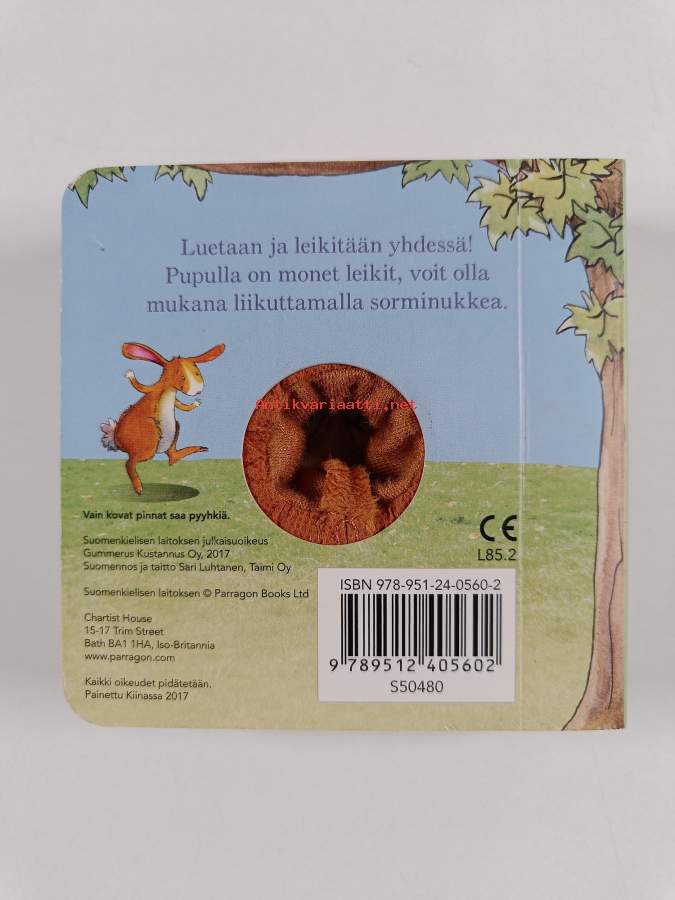 Luetaan ja leikitään yhdessä!
Pupulla on monet leikit, voit olla
mukana liikuttamalla sorminukkea.
Antikvariaatti.net
Vain kovat pinnat saa pyyhkiä.
Suomenkielisen laitoksen julkaisuoikeus
Gummerus Kustannus Oy, 2017
Suomennos ja taitto Sari Luhtanen, Taimi Oy
Suomenkielisen laitoksen © Parragon Books Ltd
Chartist House
15-17 Trim Street
Bath BA1 1HA, Iso-Britannia
www.parragon.com
Kaikki oikeudet pidätetään.
Painettu Kiinassa 2017
CE
L85.2
ISBN 978-951-24-0560-2
9 789512 405602
S50480